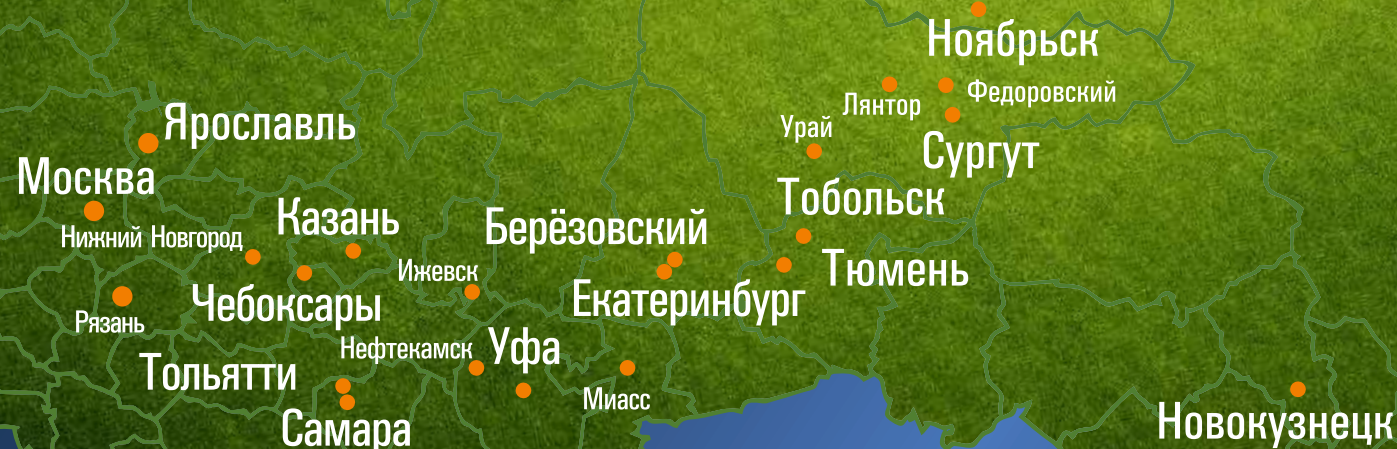 Ноябрьск
Федоровский
Лянтор
Ярославль
Урай
Сургут
Москва
Тобольск
Казань
Берёзовский
Нижний Новгород
Ижевск
Тюмень
Екатеринбург
Чебоксары
Рязань
Нефтекамск
Уфа
Тольятти
Миасс
Самара
Новокузнецк